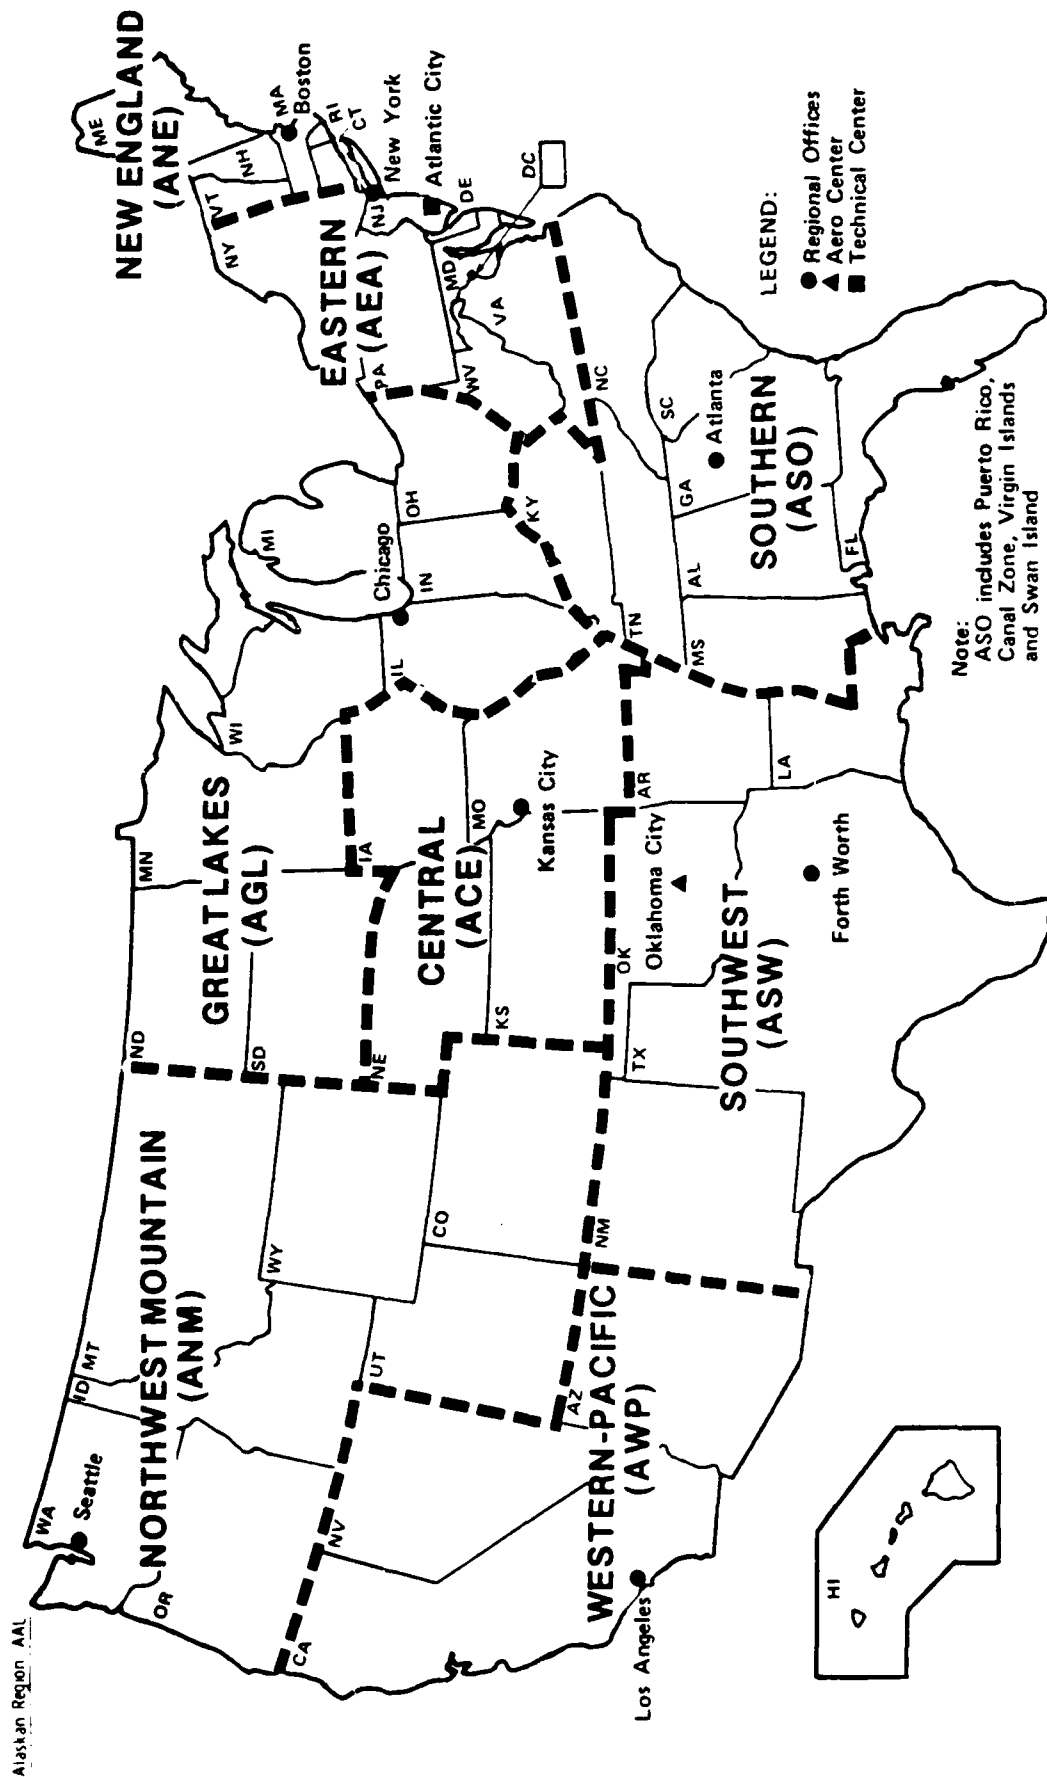 Alaskan Region AAL
WA
Seattle
OR
ID
MT
NORTHWEST MOUNTAIN
(ANM)
WY
UT
CO
CA
NV
AZ
NM
WESTERN-PACIFIC
(AWP)
Los Angeles
HI
ND
MN
SD
GREAT LAKES
(AGL)
WI
MI
NE
IA
IL
Chicago
IN
OH
CENTRAL
(ACE)
KS
MO
Kansas City
OK
Oklahoma City
AR
TX
SOUTHWEST
(ASW)
Forth Worth
LA
NEW ENGLAND
(ANE)
ME
VT
NH
MA
Boston
RI
CT
NY
New York
EASTERN
(AEA)
PA
NJ
Atlantic City
MD
DE
DC
WV
VA
KY
NC
TN
SC
MS
AL
GA
Atlanta
SOUTHERN
(ASO)
FL
LEGEND:
Regional Offices
Aero Center
Technical Center
Note:
ASO includes Puerto Rico,
Canal Zone, Virgin Islands
and Swan Island